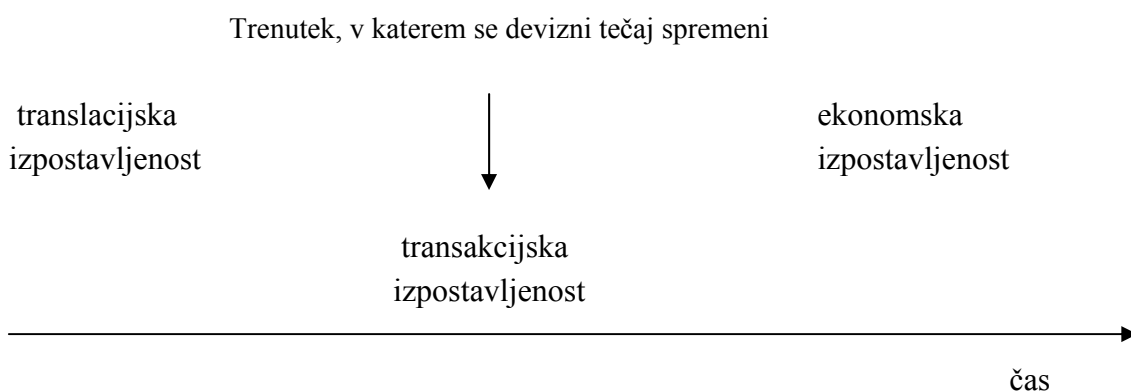 Trenutek, v katerem se devizni tečaj spremeni
translacijska
izpostavljenost
ekonomska
izpostavljenost
transakcijska
izpostavljenost
čas